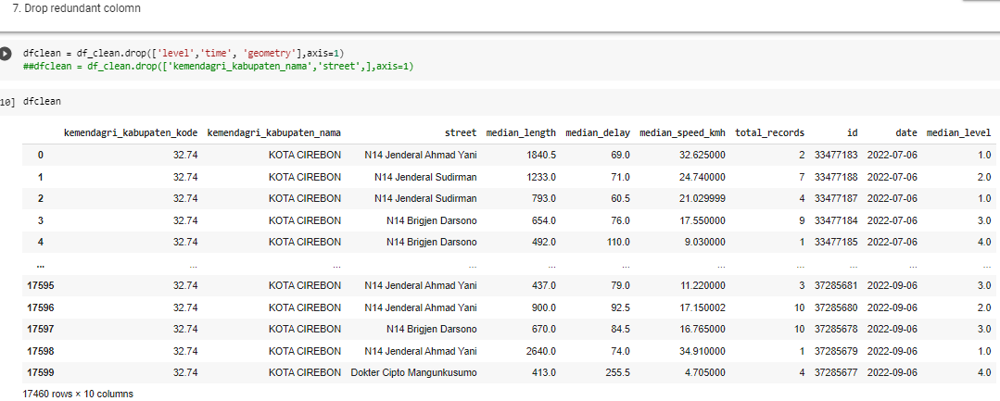 7. Drop redundant colomn
dfclean = df_clean.drop(['level','time', 'geometry'],axis=1)
##dfclean = df_clean.drop(['kemendagri_kabupaten_nama','street',],axis=1)
10] dfclean
kemendagri_kabupaten_kode kemendagri_kabupaten_nama street median_length median_delay median_speed_kmh total_records id date median_level
0 32.74 KOTA CIREBON N14 Jenderal Ahmad Yani 1840.5 69.0 32.625000 2 33477183 2022-07-06 1.0
1 32.74 KOTA CIREBON N14 Jenderal Sudirman 1233.0 71.0 24.740000 7 33477188 2022-07-06 2.0
2 32.74 KOTA CIREBON N14 Jenderal Sudirman 793.0 60.5 21.029999 4 33477187 2022-07-06 1.0
3 32.74 KOTA CIREBON N14 Brigjen Darsono 654.0 76.0 17.550000 9 33477184 2022-07-06 3.0
4 32.74 KOTA CIREBON N14 Brigjen Darsono 492.0 110.0 9.030000 1 33477185 2022-07-06 4.0
... ... ... ... ... ... ... ... ... ... ...
17595 32.74 KOTA CIREBON N14 Jenderal Ahmad Yani 437.0 79.0 11.220000 3 37285681 2022-09-06 3.0
17596 32.74 KOTA CIREBON N14 Jenderal Ahmad Yani 900.0 92.5 17.150002 10 37285680 2022-09-06 2.0
17597 32.74 KOTA CIREBON N14 Brigjen Darsono 670.0 84.5 16.765000 10 37285678 2022-09-06 3.0
17598 32.74 KOTA CIREBON N14 Jenderal Ahmad Yani 2640.0 74.0 34.910000 1 37285679 2022-09-06 1.0
17599 32.74 KOTA CIREBON Dokter Cipto Mangunkusumo 413.0 255.5 4.705000 4 37285677 2022-09-06 4.0
17460 rows × 10 columns